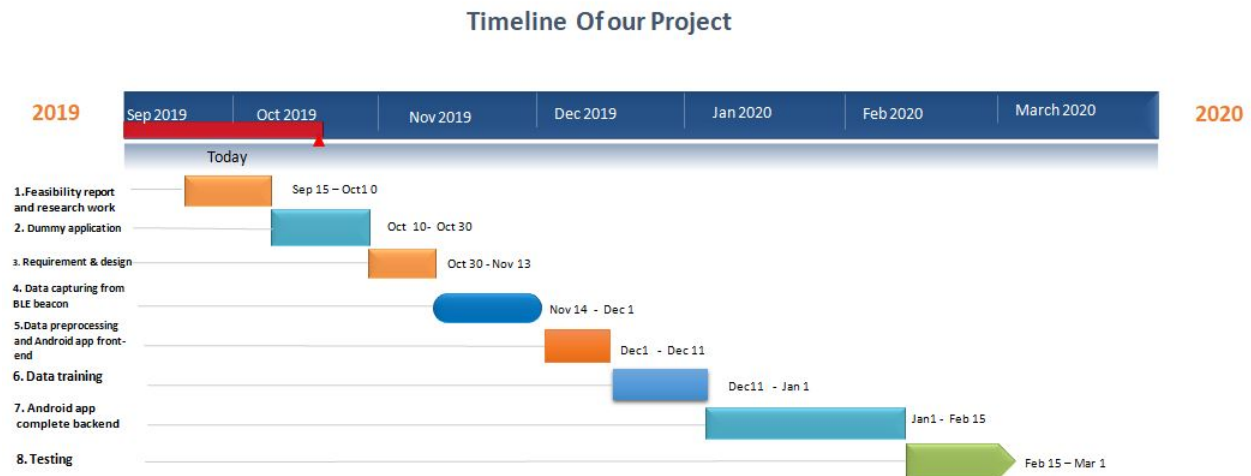 Timeline Of our Project
2019
Sep 2019
Oct 2019
Nov 2019
Dec 2019
Jan 2020
Feb 2020
March 2020
2020
Today
1.Feasibility report
and research work
Sep 15 – Oct1 0
2. Dummy application
Oct 10- Oct 30
3. Requirement & design
Oct 30 - Nov 13
4. Data capturing from
BLE beacon
Nov 14 - Dec 1
5.Data preprocessing
and Android app front-
end
Dec1 - Dec 11
6. Data training
Dec11 - Jan 1
7. Android app
complete backend
Jan1 - Feb 15
8. Testing
Feb 15 – Mar 1